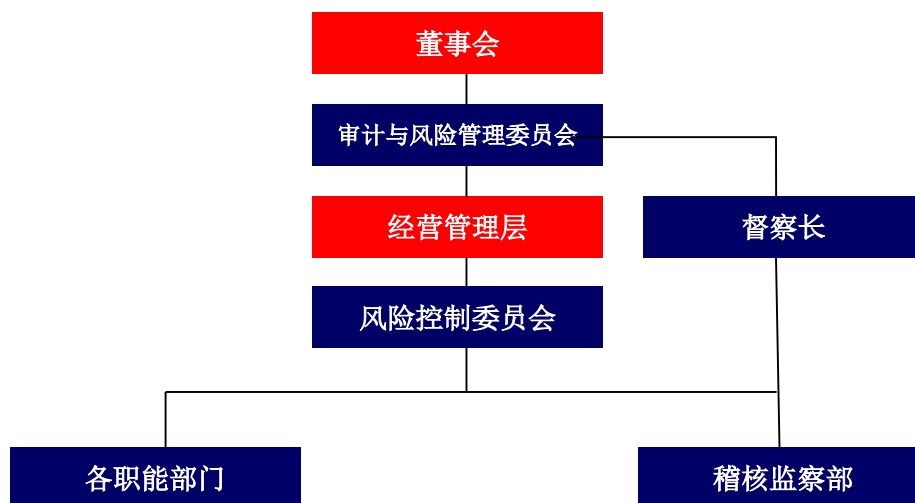 董事会
审计与风险管理委员会
经营管理层
督察长
风险控制委员会
各职能部门
稽核监察部